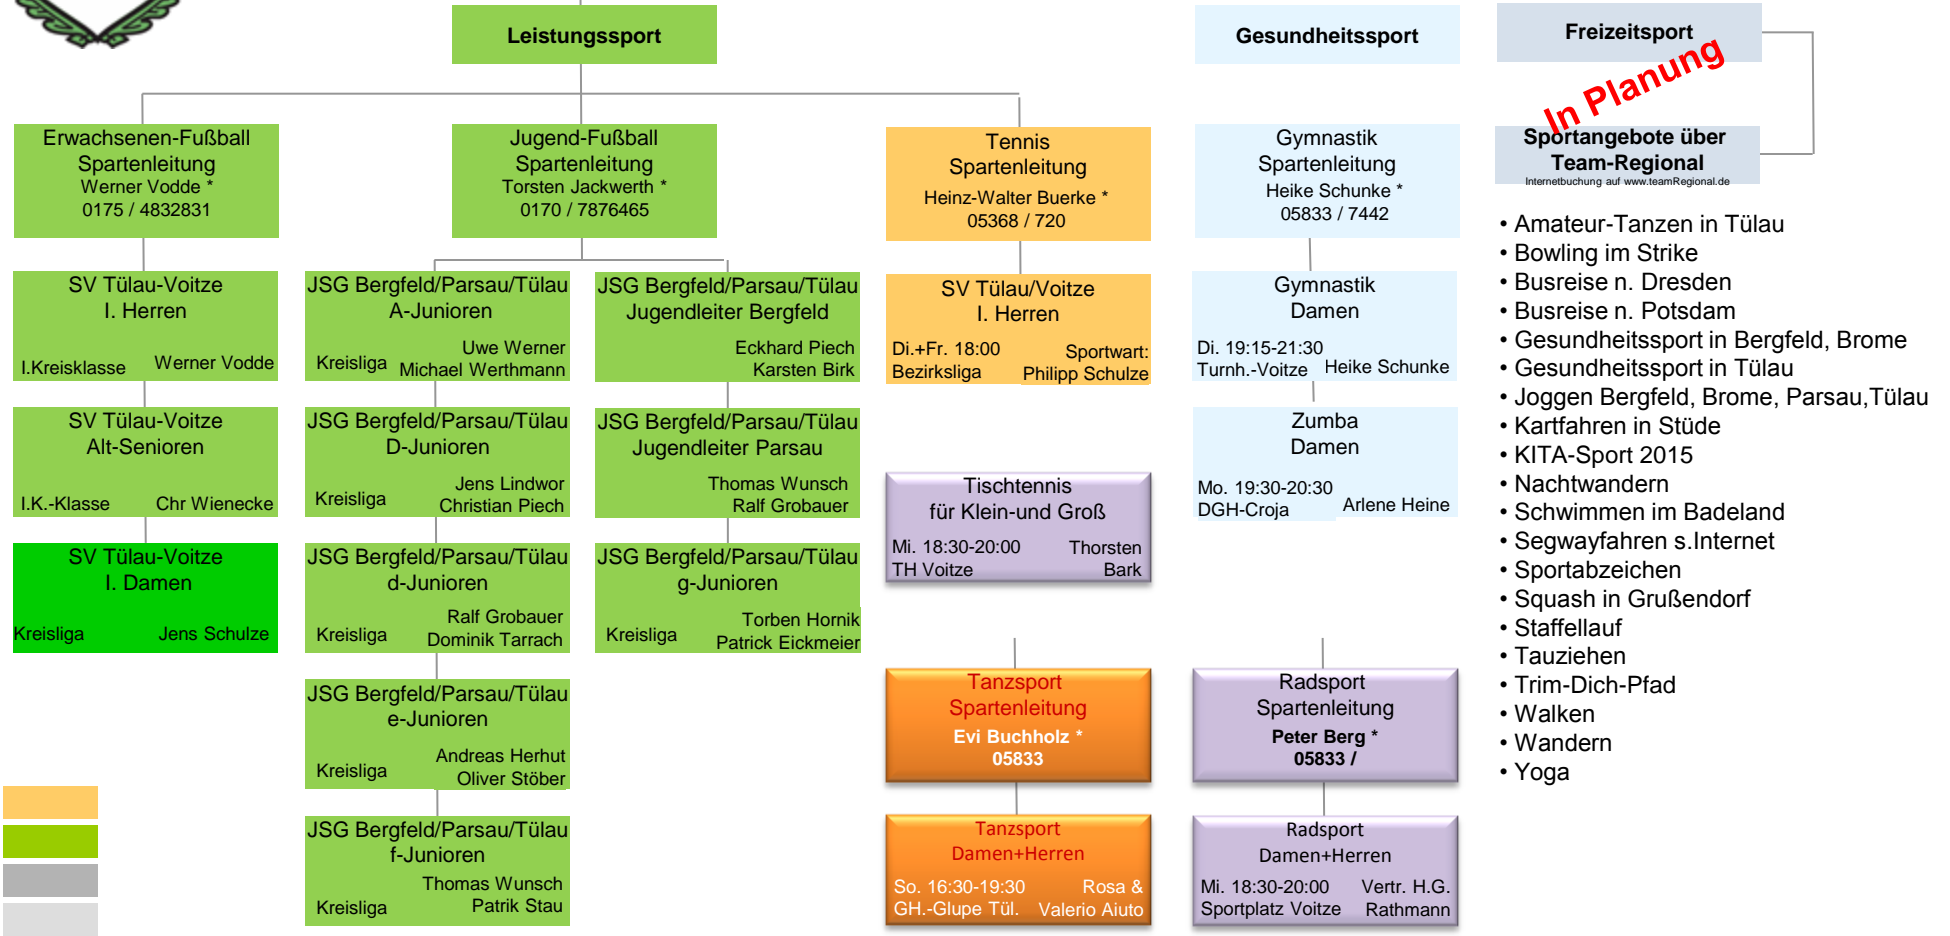 Leistungssport
Gesundheitssport
Freizeitsport
In Planung
Erwachsenen-Fußball
Spartenleitung
Werner Vodde *
0175 / 4832831
Jugend-Fußball
Spartenleitung
Torsten Jackwerth *
0170 / 7876465
Tennis
Spartenleitung
Heinz-Walter Buerke *
05368 / 720
Gymnastik
Spartenleitung
Heike Schunke *
05833 / 7442
Sportangebote über
Team-Regional
Internetbuchung auf www.teamRegional.de
SV Tülau-Voitze
I. Herren
I.Kreisklasse Werner Vodde
SV Tülau-Voitze
Alt-Senioren
I.K.-Klasse Chr Wienecke
SV Tülau-Voitze
I. Damen
Kreisliga Jens Schulze
JSG Bergfeld/Parsau/Tülau
A-Junioren
Uwe Werner
Kreisliga Michael Werthmann
JSG Bergfeld/Parsau/Tülau
D-Junioren
Jens Lindwor
Kreisliga Christian Piech
JSG Bergfeld/Parsau/Tülau
d-Junioren
Ralf Grobauer
Kreisliga Dominik Tarrach
JSG Bergfeld/Parsau/Tülau
e-Junioren
Andreas Herhut
Kreisliga Oliver Stöber
JSG Bergfeld/Parsau/Tülau
f-Junioren
Thomas Wunsch
Kreisliga Patrik Stau
JSG Bergfeld/Parsau/Tülau
Jugendleiter Bergfeld
Eckhard Piech
Karsten Birk
JSG Bergfeld/Parsau/Tülau
Jugendleiter Parsau
Thomas Wunsch
Ralf Grobauer
JSG Bergfeld/Parsau/Tülau
g-Junioren
Torben Hornik
Kreisliga Patrick Eickmeier
SV Tülau/Voitze
I. Herren
Di.+Fr. 18:00 Sportwart:
Bezirksliga Philipp Schulze
Tischtennis
für Klein-und Groß
Mi. 18:30-20:00 Thorsten
TH Voitze Bark
Tanzsport
Spartenleitung
Evi Buchholz *
05833
Tanzsport
Damen+Herren
So. 16:30-19:30 Rosa &
GH.-Glupe Tül. Valerio Aiuto
Gymnastik
Damen
Di. 19:15-21:30
Turnh.-Voitze Heike Schunke
Zumba
Damen
Mo. 19:30-20:30
DGH-Croja Arlene Heine
Radsport
Spartenleitung
Peter Berg *
05833 /
Radsport
Damen+Herren
Mi. 18:30-20:00 Vertr. H.G.
Sportplatz Voitze Rathmann
• Amateur-Tanzen in Tülau
• Bowling im Strike
• Busreise n. Dresden
• Busreise n. Potsdam
• Gesundheitssport in Bergfeld, Brome
• Gesundheitssport in Tülau
• Joggen Bergfeld, Brome, Parsau,Tülau
• Kartfahren in Stüde
• KITA-Sport 2015
• Nachtwandern
• Schwimmen im Badeland
• Segwayfahren s.Internet
• Sportabzeichen
• Squash in Grußendorf
• Staffellauf
• Tauziehen
• Trim-Dich-Pfad
• Walken
• Wandern
• Yoga